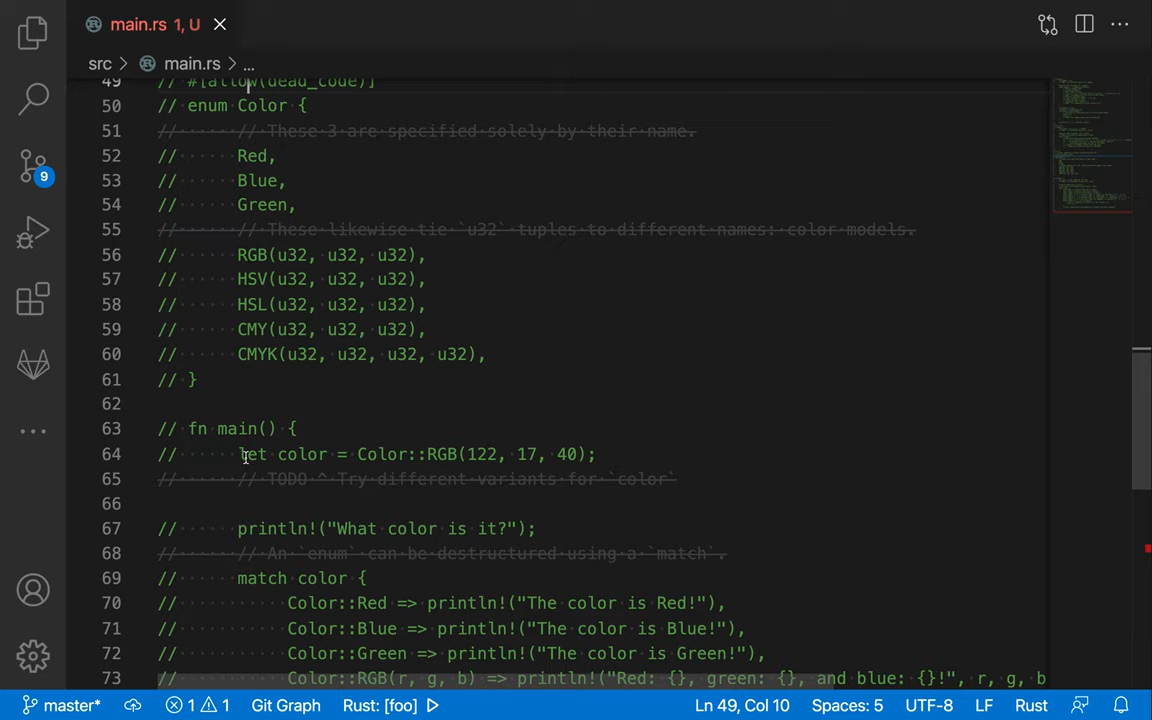 main.rs 1, U
src > main.rs > ...
49 // #[allow(dead_code)]
50 // enum Color {
51 // // These 3 are specified solely by their name.
52 // Red,
53 // Blue,
54 // Green,
55 // // These likewise tie `u32` tuples to different names: color models.
56 // RGB(u32, u32, u32),
57 // HSV(u32, u32, u32),
58 // HSL(u32, u32, u32),
59 // CMY(u32, u32, u32),
60 // CMYK(u32, u32, u32, u32),
61 // }
62
63 // fn main() {
64 // let color = Color::RGB(122, 17, 40);
65 // // TODO ^ Try different variants for `color`
66
67 // println!("What color is it?");
68 // // An `enum` can be destructured using a `match`.
69 // match color {
70 // Color::Red => println!("The color is Red!"),
71 // Color::Blue => println!("The color is Blue!"),
72 // Color::Green => println!("The color is Green!"),
73 // Color::RGB(r, g, b) => println!("Red: {}, green: {}, and blue: {}!", r, g, b
9
master* 1 1 Git Graph Rust: [foo] Ln 49, Col 10 Spaces: 5 UTF-8 LF Rust